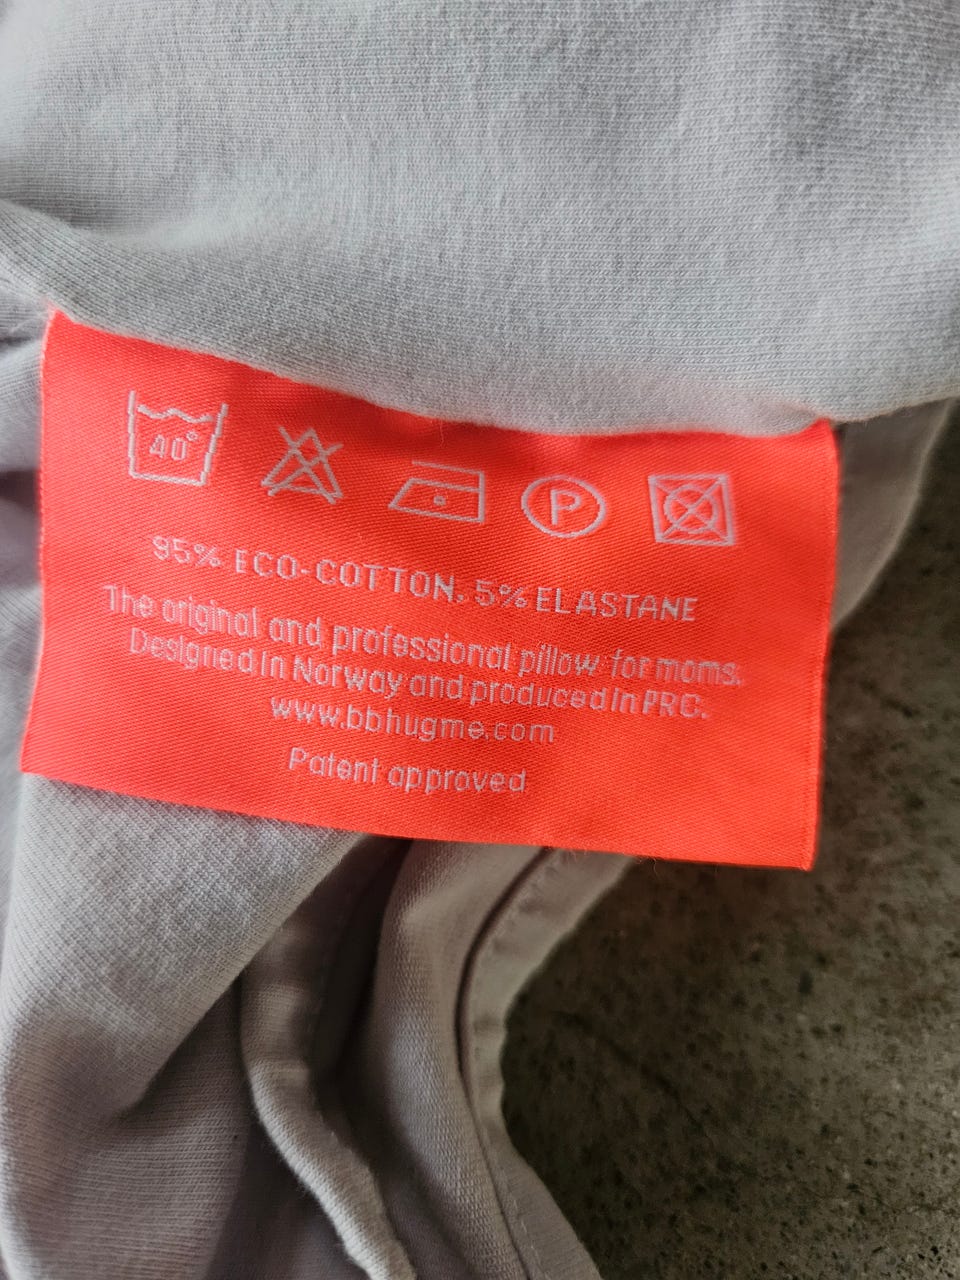 40°
P
95% ECO-COTTON, 5% ELASTANE
The original and professional pillow for moms.
Designed in Norway and produced in PRC.
www.bbhugme.com
Patent approved